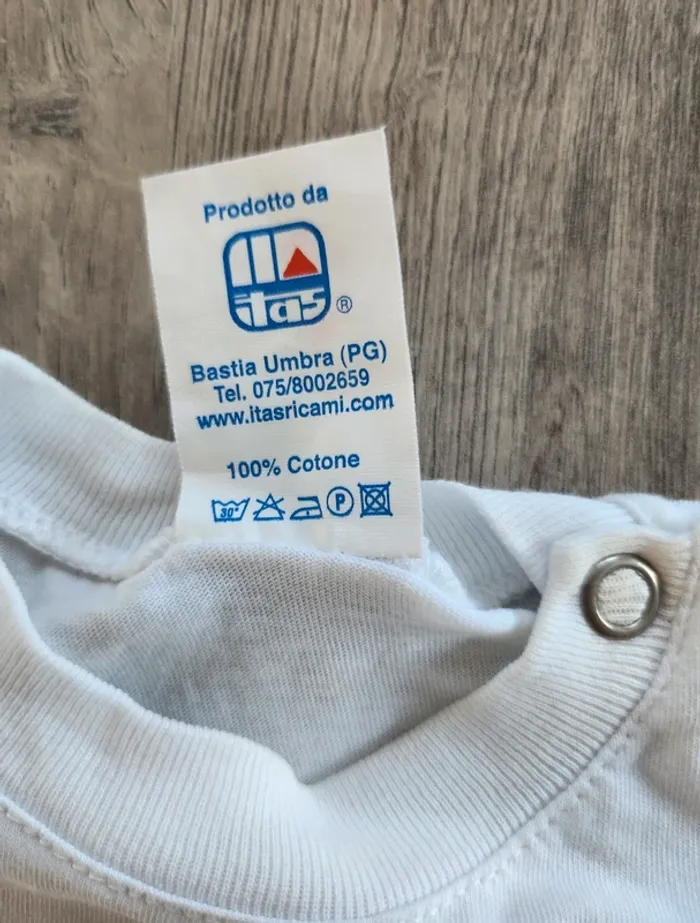 Prodotto da
itas ®
Bastia Umbra (PG)
Tel. 075/8002659
www.itasricami.com
100% Cotone
30° P